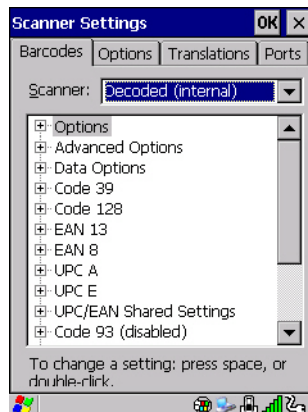 Scanner Settings OK ×
Barcodes Options Translations Ports
Scanner: Decoded (internal)
Options
Advanced Options
Data Options
Code 39
Code 128
EAN 13
EAN 8
UPC A
UPC E
UPC/EAN Shared Settings
Code 93 (disabled)
To change a setting: press space, or
double-click.